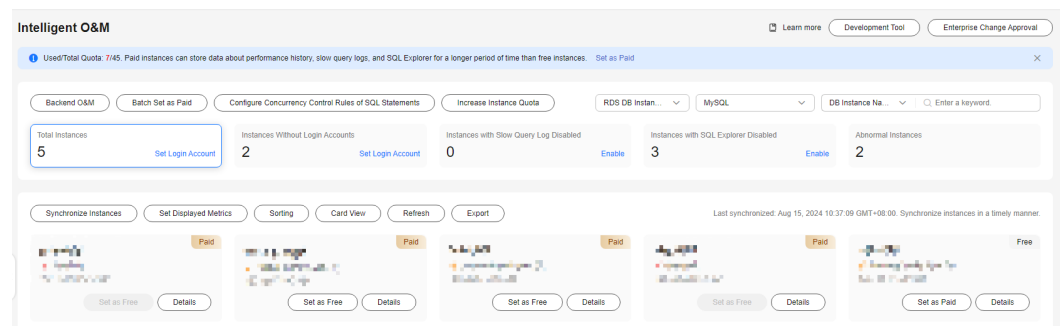 Intelligent O&M
Learn more
Development Tool
Enterprise Change Approval
Used/Total Quota: 7/45. Paid instances can store data about performance history, slow query logs, and SQL Explorer for a longer period of time than free instances. Set as Paid
Backend O&M
Batch Set as Paid
Configure Concurrency Control Rules of SQL Statements
Increase Instance Quota
RDS DB Instan...
MySQL
DB Instance Na...
Enter a keyword.
Total Instances
5
Set Login Account
Instances Without Login Accounts
2
Set Login Account
Instances with Slow Query Log Disabled
0
Enable
Instances with SQL Explorer Disabled
3
Enable
Abnormal Instances
2
Synchronize Instances
Set Displayed Metrics
Sorting
Card View
Refresh
Export
Last synchronized: Aug 15, 2024 10:37:09 GMT+08:00. Synchronize instances in a timely manner.
Paid
Set as Free
Details
Paid
Set as Free
Details
Paid
Set as Free
Details
Paid
Set as Free
Details
Free
Set as Paid
Details